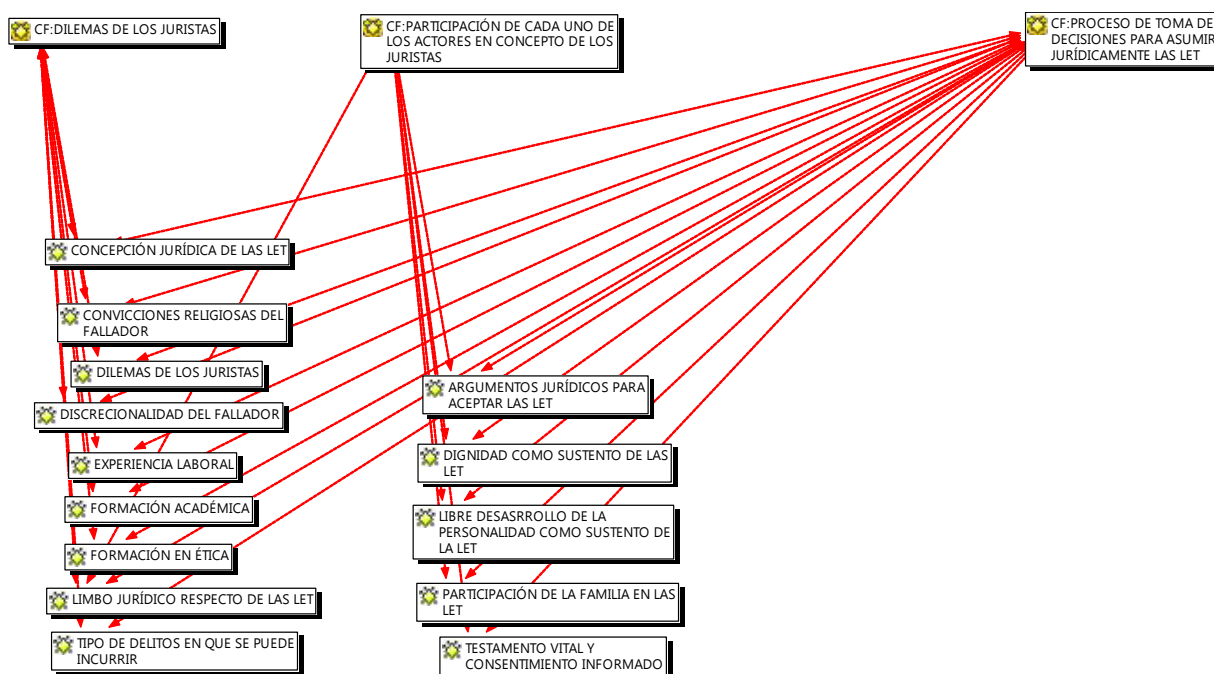 CF:DILEMAS DE LOS JURISTAS
CF:PARTICIPACIÓN DE CADA UNO DE
LOS ACTORES EN CONCEPTO DE LOS
JURISTAS
CF:PROCESO DE TOMA DE
DECISIONES PARA ASUMIR
JURÍDICAMENTE LAS LET
CONCEPCIÓN JURÍDICA DE LAS LET
CONVICCIONES RELIGIOSAS DEL
FALLADOR
DILEMAS DE LOS JURISTAS
DISCRECIONALIDAD DEL FALLADOR
EXPERIENCIA LABORAL
FORMACIÓN ACADÉMICA
FORMACIÓN EN ÉTICA
LIMBO JURÍDICO RESPECTO DE LAS LET
TIPO DE DELITOS EN QUE SE PUEDE
INCURRIR
ARGUMENTOS JURÍDICOS PARA
ACEPTAR LAS LET
DIGNIDAD COMO SUSTENTO DE LAS
LET
LIBRE DESASRROLLO DE LA
PERSONALIDAD COMO SUSTENTO DE
LA LET
PARTICIPACIÓN DE LA FAMILIA EN LAS
LET
TESTAMENTO VITAL Y
CONSENTIMIENTO INFORMADO